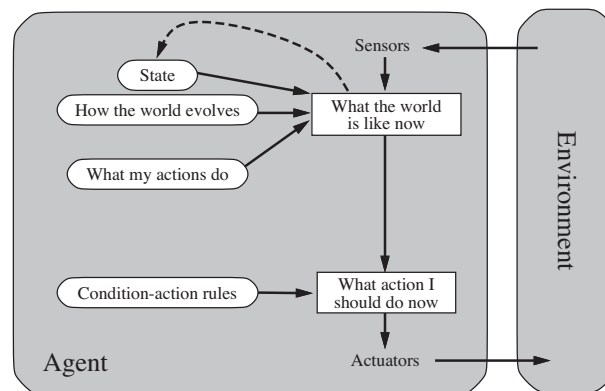 Sensors
State
How the world evolves
What the world
is like now
What my actions do
Environment
Condition-action rules
What action I
should do now
Agent
Actuators